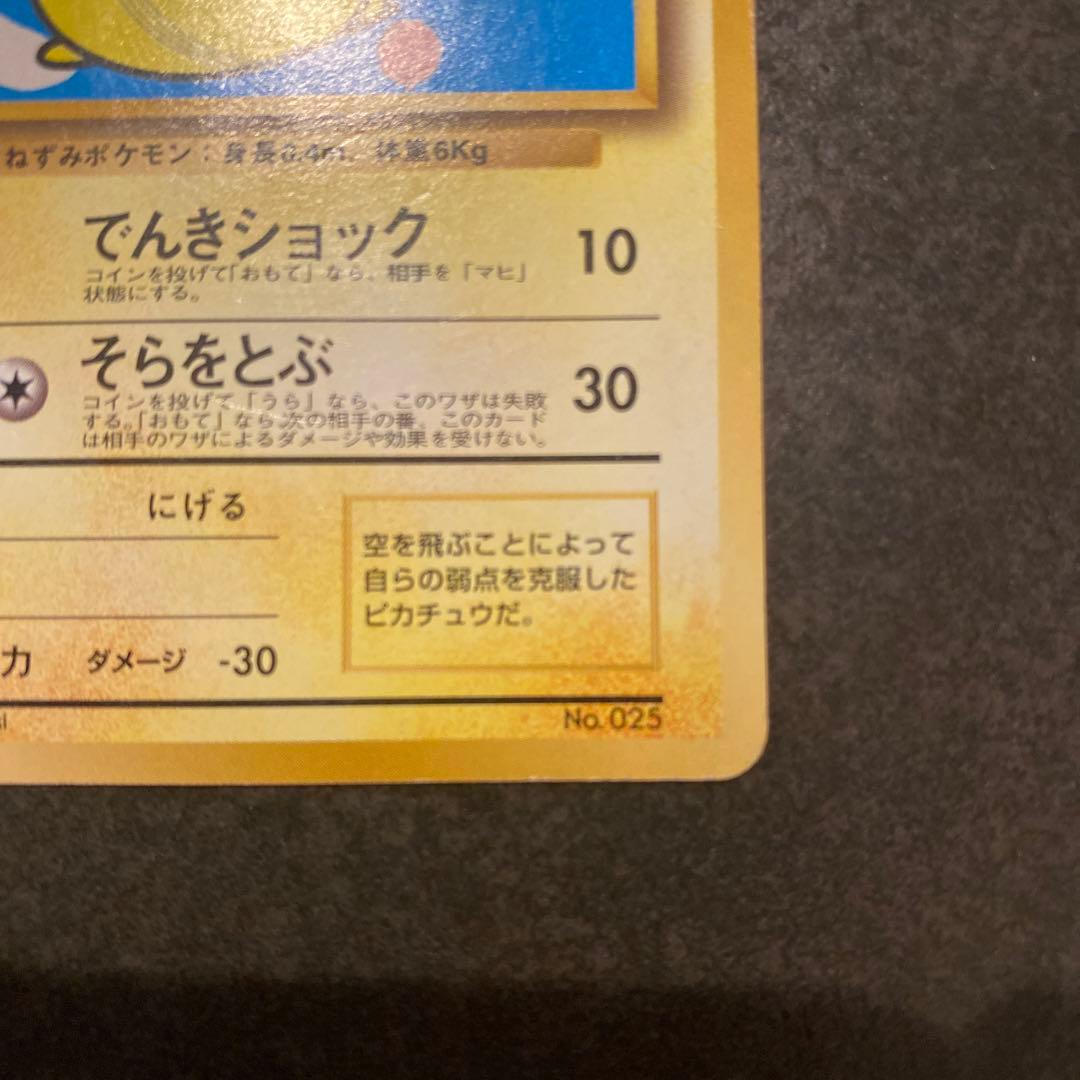 ねずみポケモン：身長0.4m、体重6Kg
でんきショック 10
コインを投げて「おもて」なら、相手を「マヒ」
状態にする。
そらをとぶ 30
コインを投げて「うら」なら、このワザは失敗
する。「おもて」なら次の相手の番、このカード
は相手のワザによるダメージや効果を受けない。
にげる
空を飛ぶことによって
自らの弱点を克服した
ピカチュウだ。
力 ダメージ -30
No. 025